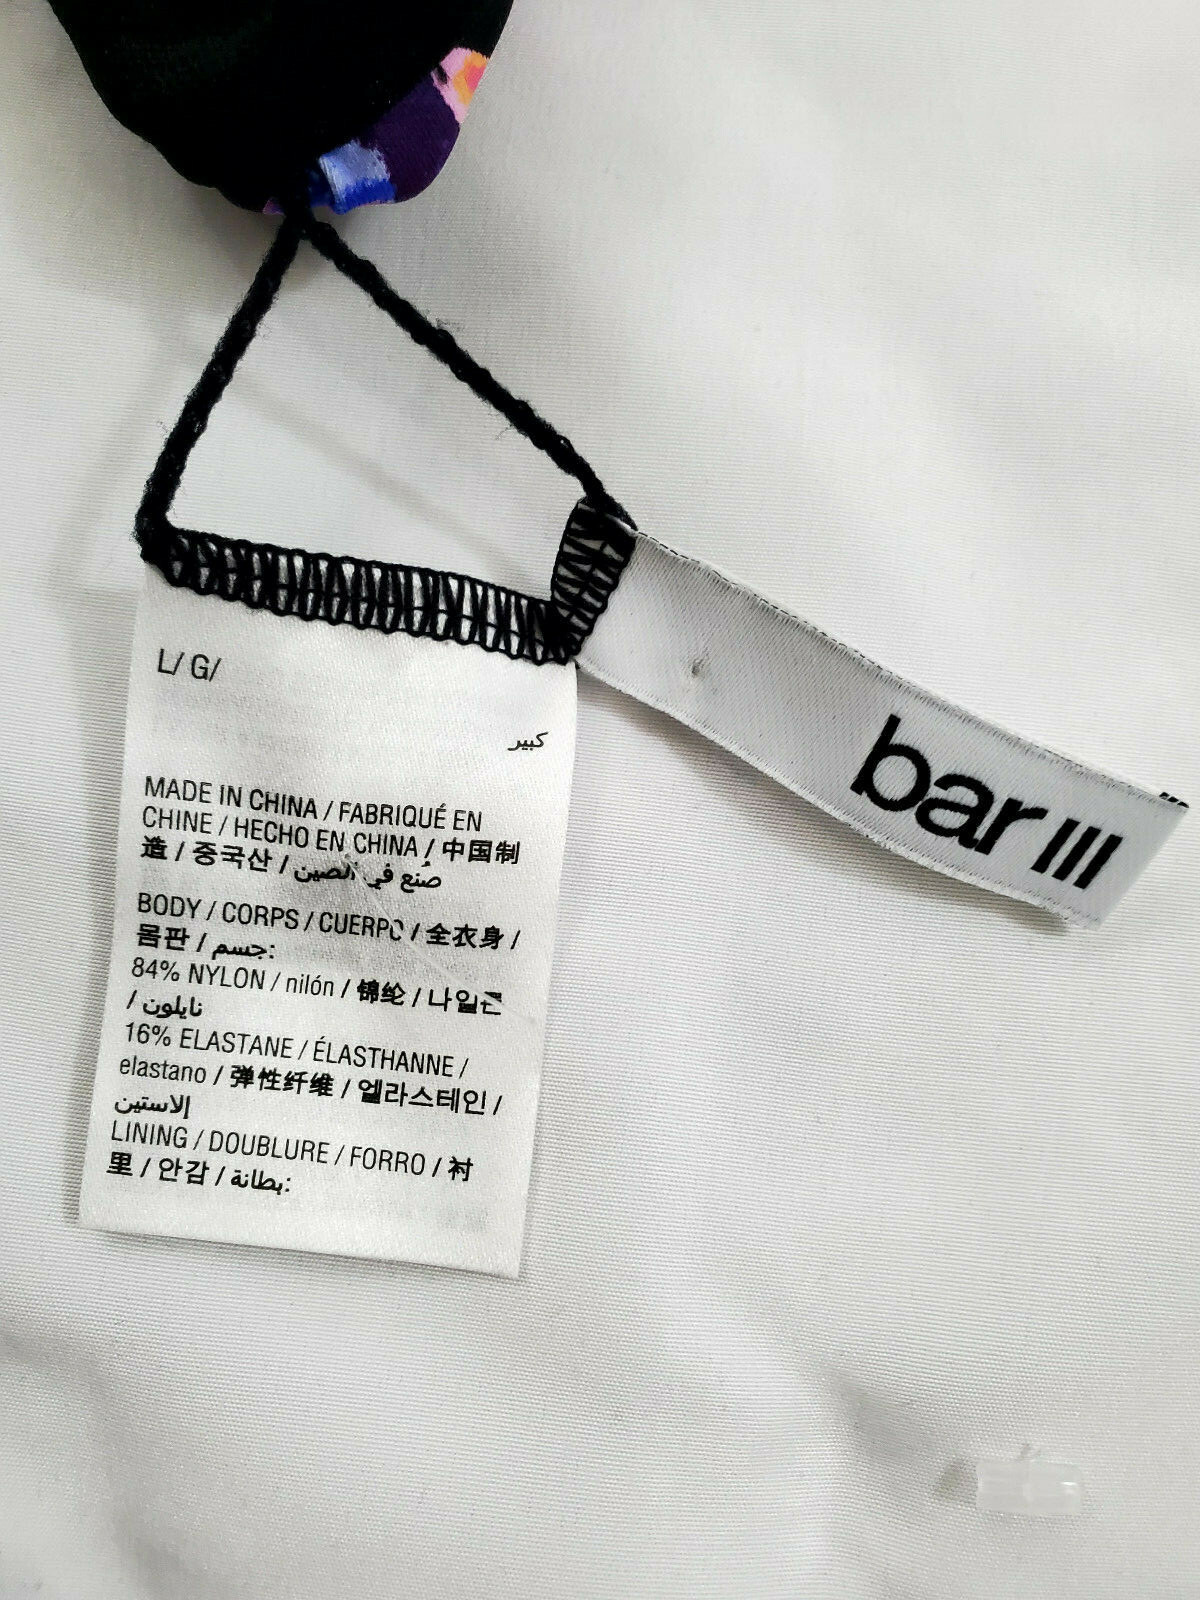 L/ G/
كبير
MADE IN CHINA / FABRIQUÉ EN
CHINE / HECHO EN CHINA / 中国制
造 / 중국산 / صُنع في الصين
BODY / CORPS / CUERPO / 全衣身 /
몸판 / جسم:
84% NYLON / nilón / 锦纶 / 나일론
/ نايلون
16% ELASTANE / ÉLASTHANNE /
elastano / 弹性纤维 / 엘라스테인 /
إلاستين
LINING / DOUBLURE / FORRO / 衬
里 / 안감 / بطانة:
bar III